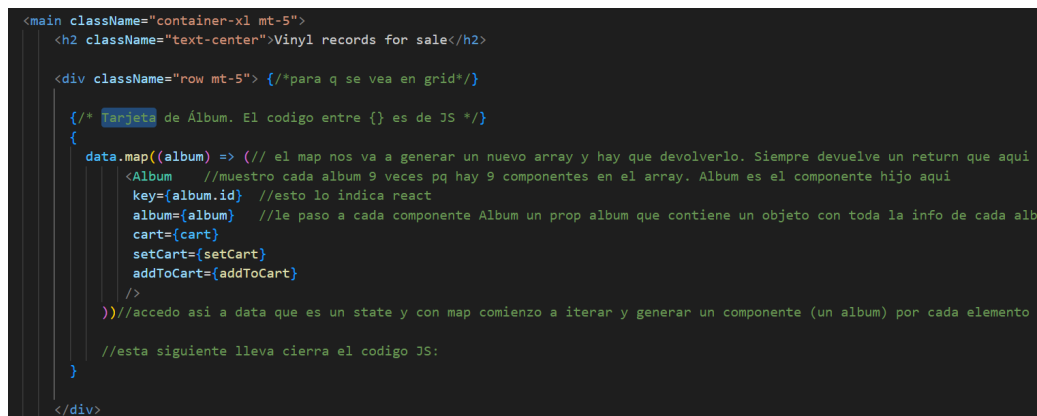 <main className="container-xl mt-5">
<h2 className="text-center">Vinyl records for sale</h2>
<div className="row mt-5"> {/*para q se vea en grid*/}
{/* Tarjeta de Álbum. El codigo entre {} es de JS */}
{
data.map((album) => (// el map nos va a generar un nuevo array y hay que devolverlo. Siempre devuelve un return que aqui
<Album //muestro cada album 9 veces pq hay 9 componentes en el array. Album es el componente hijo aqui
key={album.id} //esto lo indica react
album={album} //le paso a cada componente Album un prop album que contiene un objeto con toda la info de cada alb
cart={cart}
setCart={setCart}
addToCart={addToCart}
/>
))//accedo asi a data que es un state y con map comienzo a iterar y generar un componente (un album) por cada elemento
//esta siguiente lleva cierra el codigo JS:
}
</div>